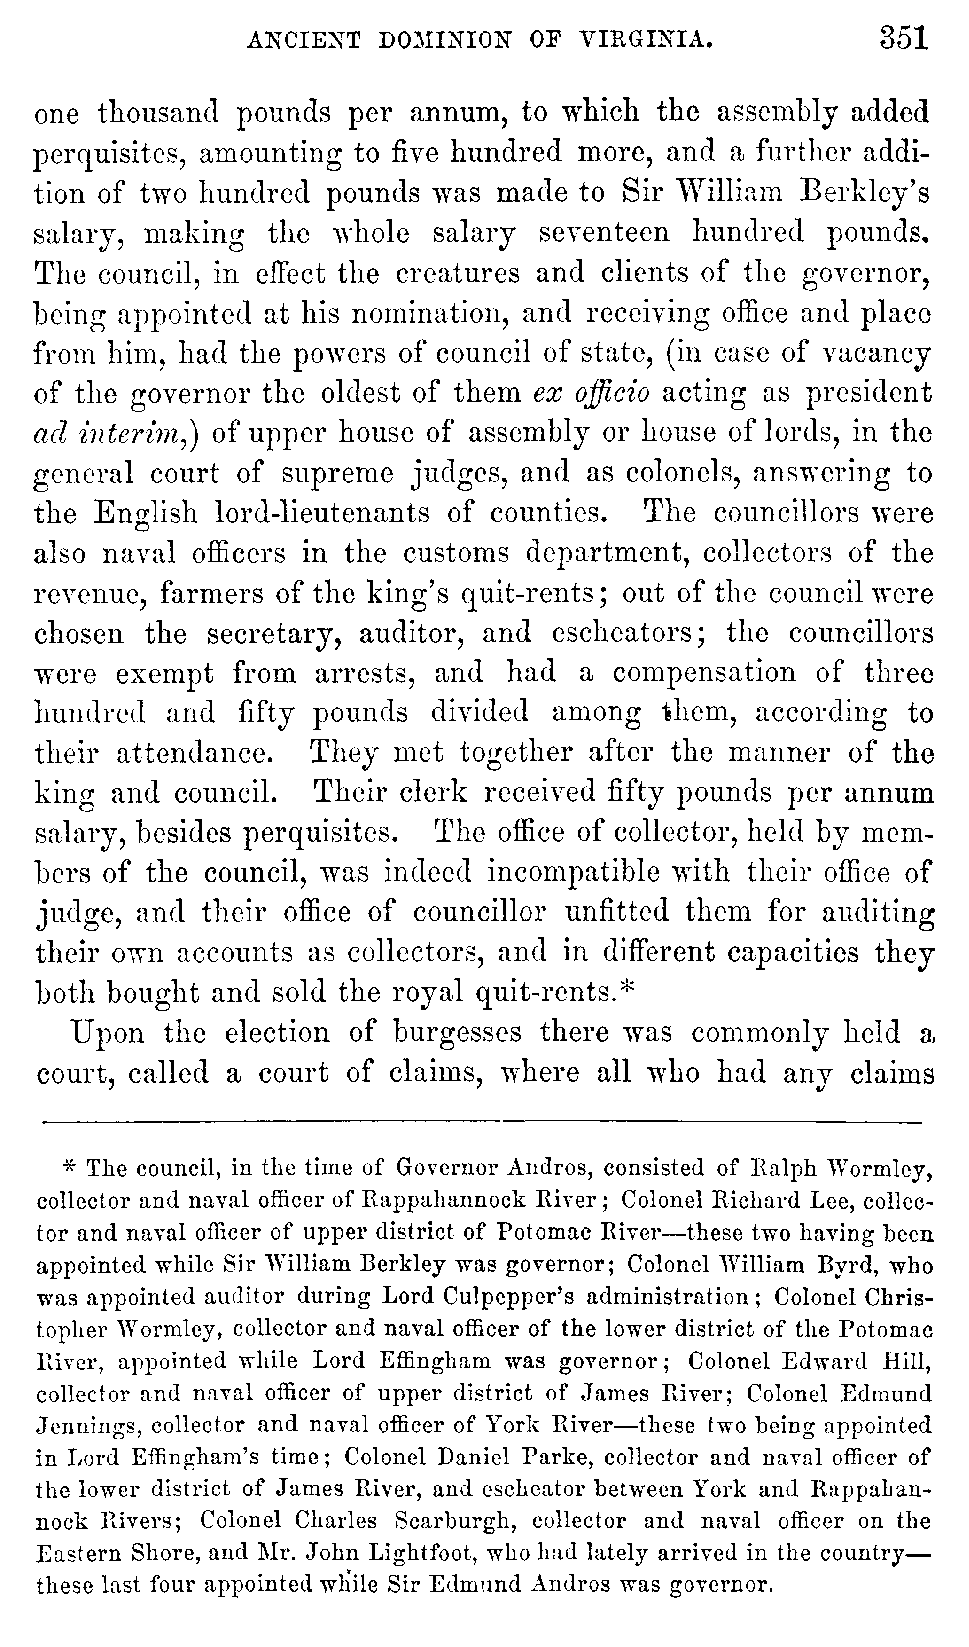 ANCIENT DOMINION OF VIRGINIA. 351
one thousand pounds per annum, to which the assembly added
perquisites, amounting to five hundred more, and a further addi-
tion of two hundred pounds was made to Sir William Berkley's
salary, making the whole salary seventeen hundred pounds.
The council, in effect the creatures and clients of the governor,
being appointed at his nomination, and receiving office and place
from him, had the powers of council of state, (in case of vacancy
of the governor the oldest of them ex officio acting as president
ad interim,) of upper house of assembly or house of lords, in the
general court of supreme judges, and as colonels, answering to
the English lord-lieutenants of counties. The councillors were
also naval officers in the customs department, collectors of the
revenue, farmers of the king's quit-rents; out of the council were
chosen the secretary, auditor, and escheators; the councillors
were exempt from arrests, and had a compensation of three
hundred and fifty pounds divided among them, according to
their attendance. They met together after the manner of the
king and council. Their clerk received fifty pounds per annum
salary, besides perquisites. The office of collector, held by mem-
bers of the council, was indeed incompatible with their office of
judge, and their office of councillor unfitted them for auditing
their own accounts as collectors, and in different capacities they
both bought and sold the royal quit-rents.*
Upon the election of burgesses there was commonly held a
court, called a court of claims, where all who had any claims
* The council, in the time of Governor Andros, consisted of Ralph Wormley,
collector and naval officer of Rappahannock River; Colonel Richard Lee, collec-
tor and naval officer of upper district of Potomac River—these two having been
appointed while Sir William Berkley was governor; Colonel William Byrd, who
was appointed auditor during Lord Culpepper's administration; Colonel Chris-
topher Wormley, collector and naval officer of the lower district of the Potomac
River, appointed while Lord Effingham was governor; Colonel Edward Hill,
collector and naval officer of upper district of James River; Colonel Edmund
Jennings, collector and naval officer of York River—these two being appointed
in Lord Effingham's time; Colonel Daniel Parke, collector and naval officer of
the lower district of James River, and escheator between York and Rappahan-
nock Rivers; Colonel Charles Scarburgh, collector and naval officer on the
Eastern Shore, and Mr. John Lightfoot, who had lately arrived in the country—
these last four appointed while Sir Edmund Andros was governor.